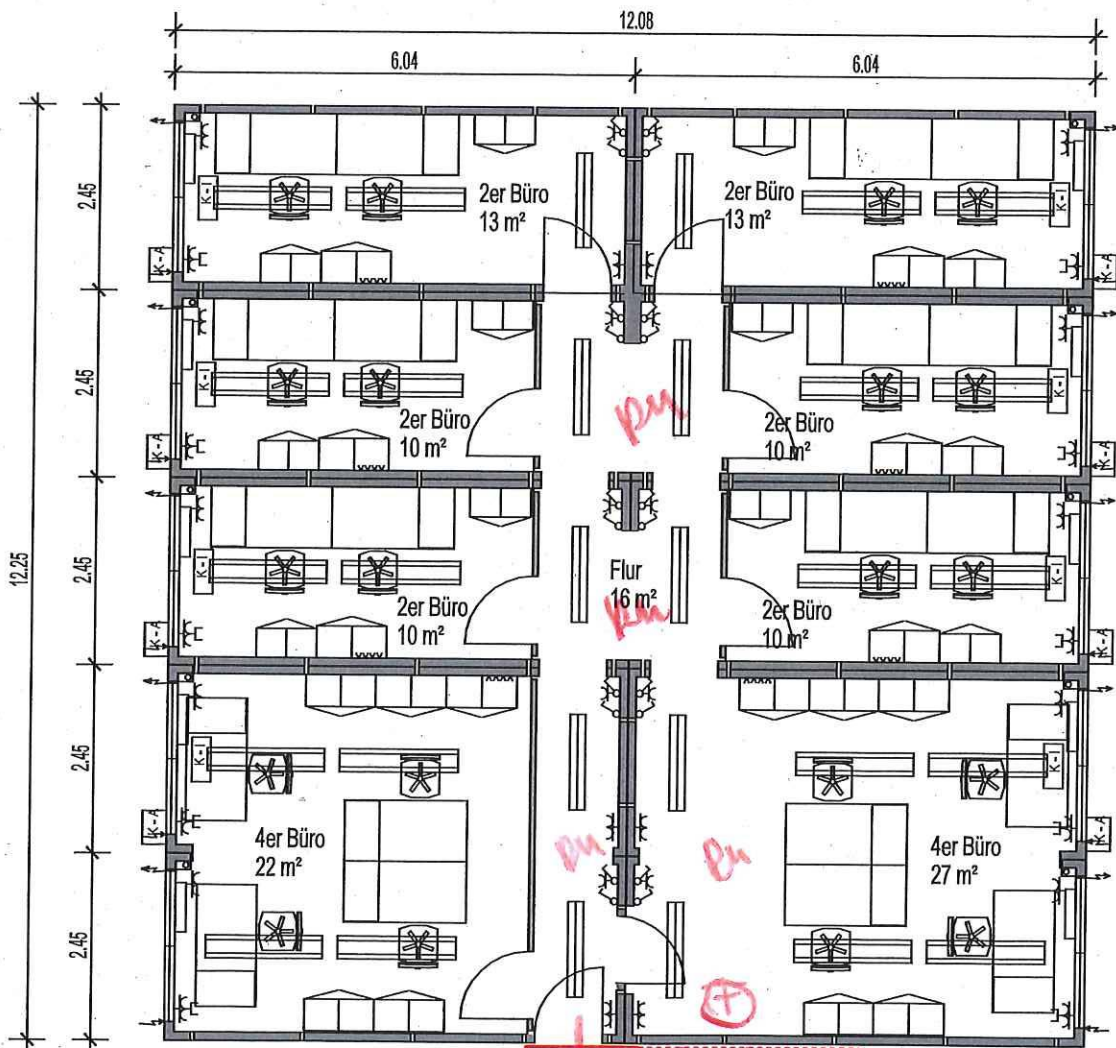 12.08
6.04
6.04
12.25
2.45
2.45
2.45
2.45
2.45
2er Büro
13 m²
2er Büro
13 m²
K-I
K-I
K-A
K-A
2er Büro
10 m²
2er Büro
10 m²
K-I
K-I
K-A
K-A
Flur
16 m²
2er Büro
10 m²
2er Büro
10 m²
K-I
K-I
K-A
K-A
4er Büro
22 m²
4er Büro
27 m²
K-I
K-I
K-A
K-A